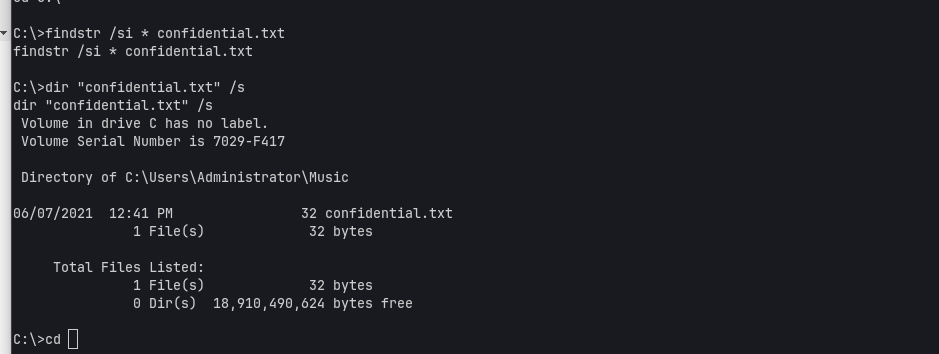 C:\>findstr /si * confidential.txt
findstr /si * confidential.txt
C:\>dir "confidential.txt" /s
dir "confidential.txt" /s
Volume in drive C has no label.
Volume Serial Number is 7029-F417
Directory of C:\Users\Administrator\Music
06/07/2021  12:41 PM                32 confidential.txt
1 File(s)             32 bytes
Total Files Listed:
1 File(s)             32 bytes
0 Dir(s)  18,910,490,624 bytes free
C:\>cd